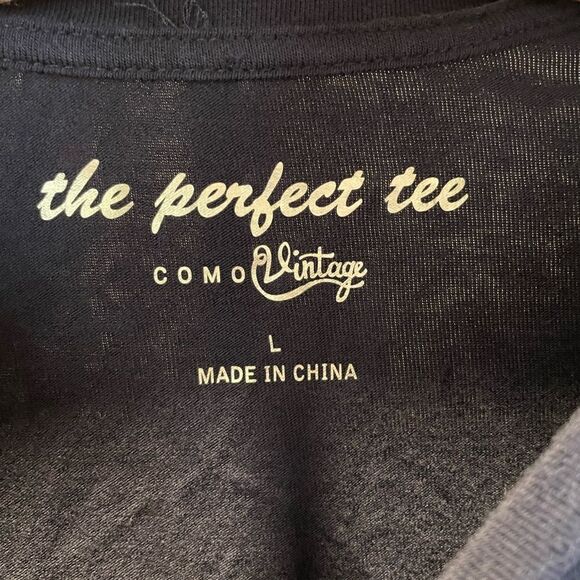 the perfect tee
COMO Vintage
L
MADE IN CHINA